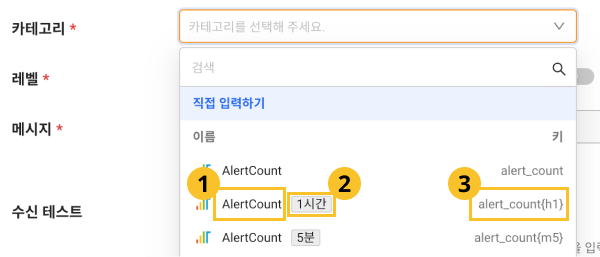 카테고리 *
카테고리를 선택해 주세요.
검색
레벨 *
직접 입력하기
메시지 *
이름 키
AlertCount alert_count
1 2 3
AlertCount 1시간 alert_count{h1}
수신 테스트
AlertCount 5분 alert_count{m5}
을 입